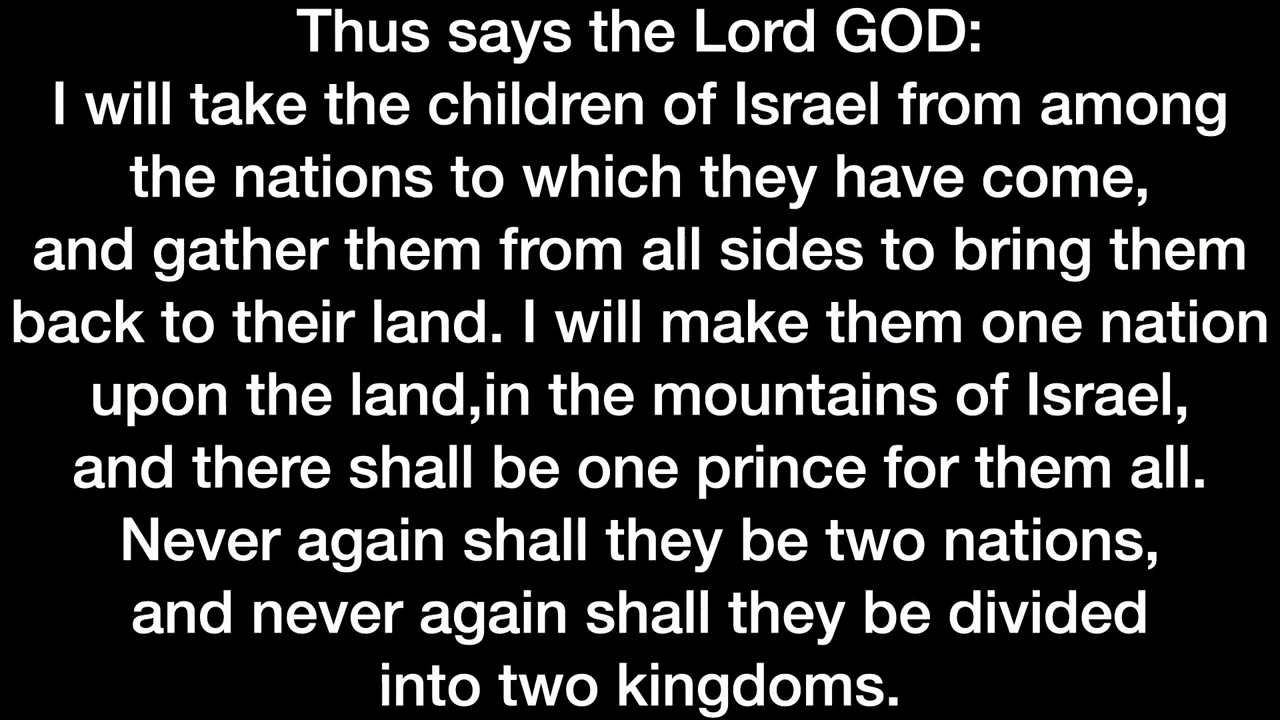 Thus says the Lord GOD:
I will take the children of Israel from among
the nations to which they have come,
and gather them from all sides to bring them
back to their land. I will make them one nation
upon the land,in the mountains of Israel,
and there shall be one prince for them all.
Never again shall they be two nations,
and never again shall they be divided
into two kingdoms.